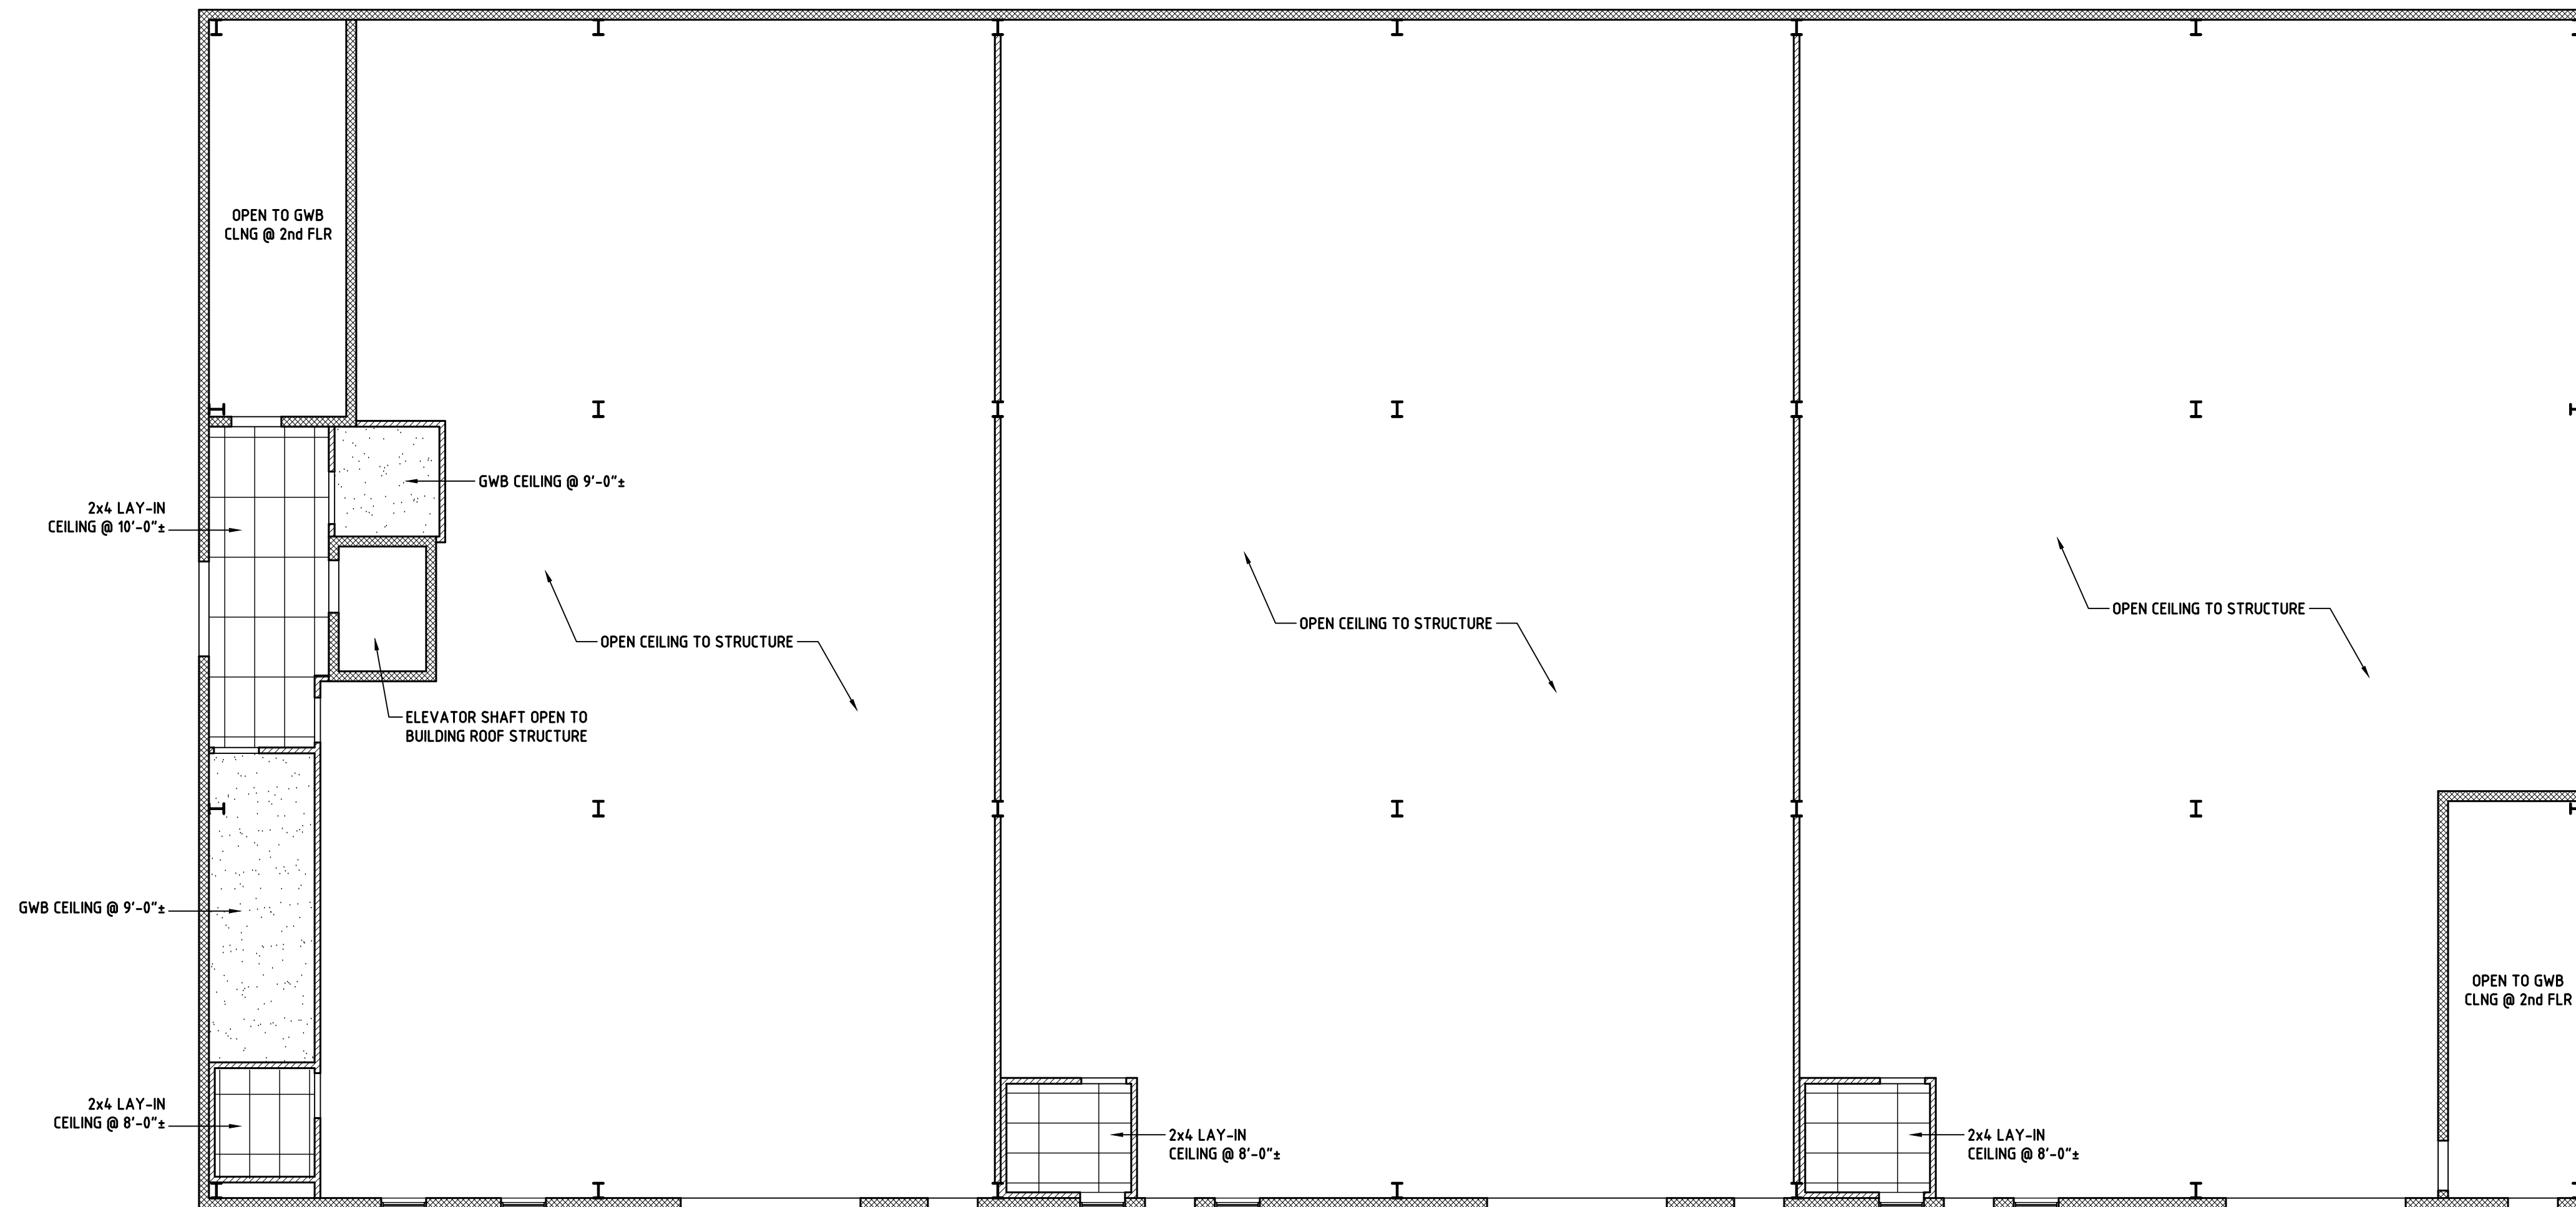 OPEN TO GWB
CLNG @ 2nd FLR
GWB CEILING @ 9'-0"±
2x4 LAY-IN
CEILING @ 10'-0"±
OPEN CEILING TO STRUCTURE
OPEN CEILING TO STRUCTURE
OPEN CEILING TO STRUCTURE
ELEVATOR SHAFT OPEN TO
BUILDING ROOF STRUCTURE
GWB CEILING @ 9'-0"±
OPEN TO GWB
CLNG @ 2nd FLR
2x4 LAY-IN
CEILING @ 8'-0"±
2x4 LAY-IN
CEILING @ 8'-0"±
2x4 LAY-IN
CEILING @ 8'-0"±